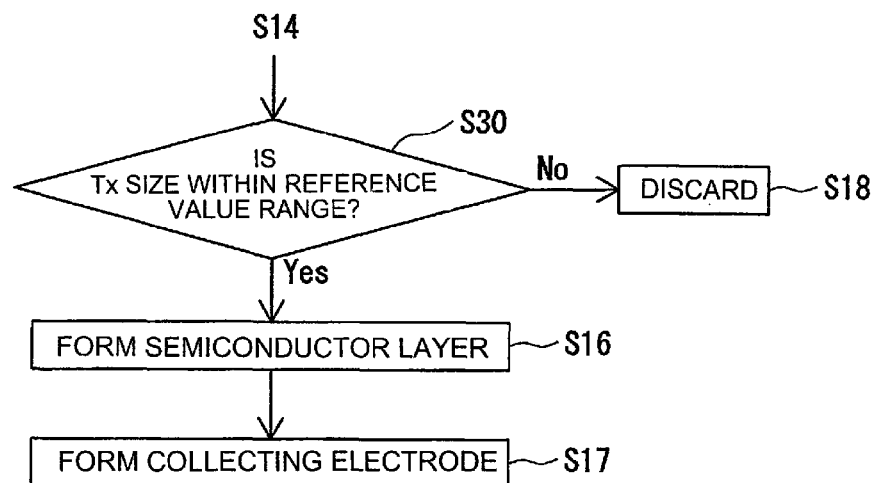 S14
S30
IS
Tx SIZE WITHIN REFERENCE
VALUE RANGE?
No
DISCARD
S18
Yes
FORM SEMICONDUCTOR LAYER
S16
FORM COLLECTING ELECTRODE
S17